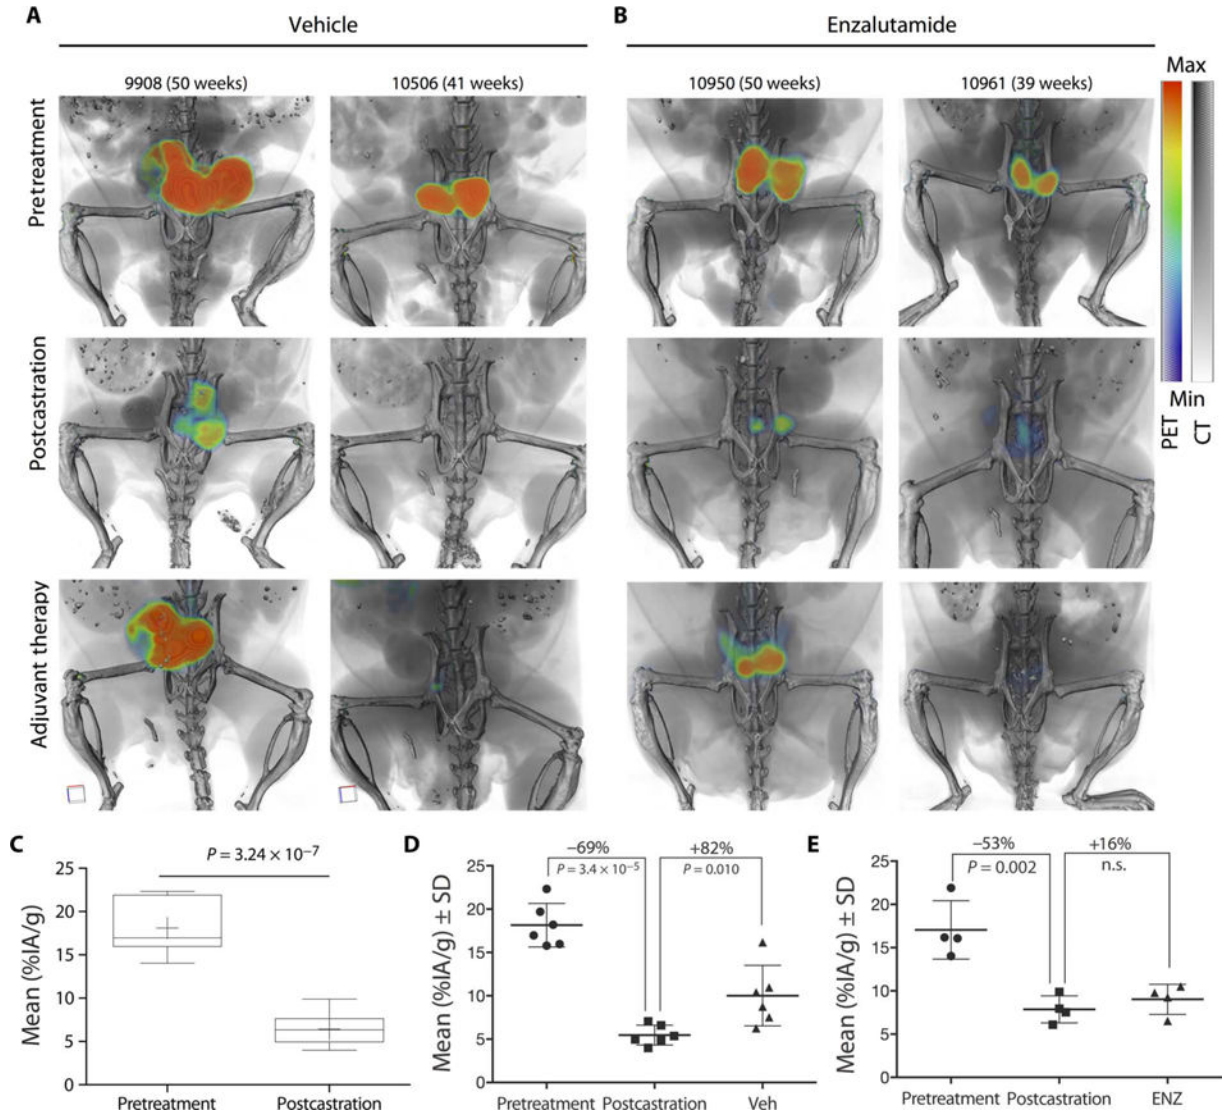 A
Vehicle
B
Enzalutamide
9908 (50 weeks)
10506 (41 weeks)
10950 (50 weeks)
10961 (39 weeks)
Max
Min
PET
CT
Pretreatment
Postcastration
Adjuvant therapy
C
P = 3.24 × 10⁻⁷
Mean (%IA/g)
25
20
15
10
5
0
Pretreatment
Postcastration
D
−69%
+82%
P = 3.4 × 10⁻⁵
P = 0.010
Mean (%IA/g) ± SD
25
20
15
10
5
0
Pretreatment
Postcastration
Veh
E
−53%
+16%
P = 0.002
n.s.
Mean (%IA/g) ± SD
25
20
15
10
5
0
Pretreatment
Postcastration
ENZ